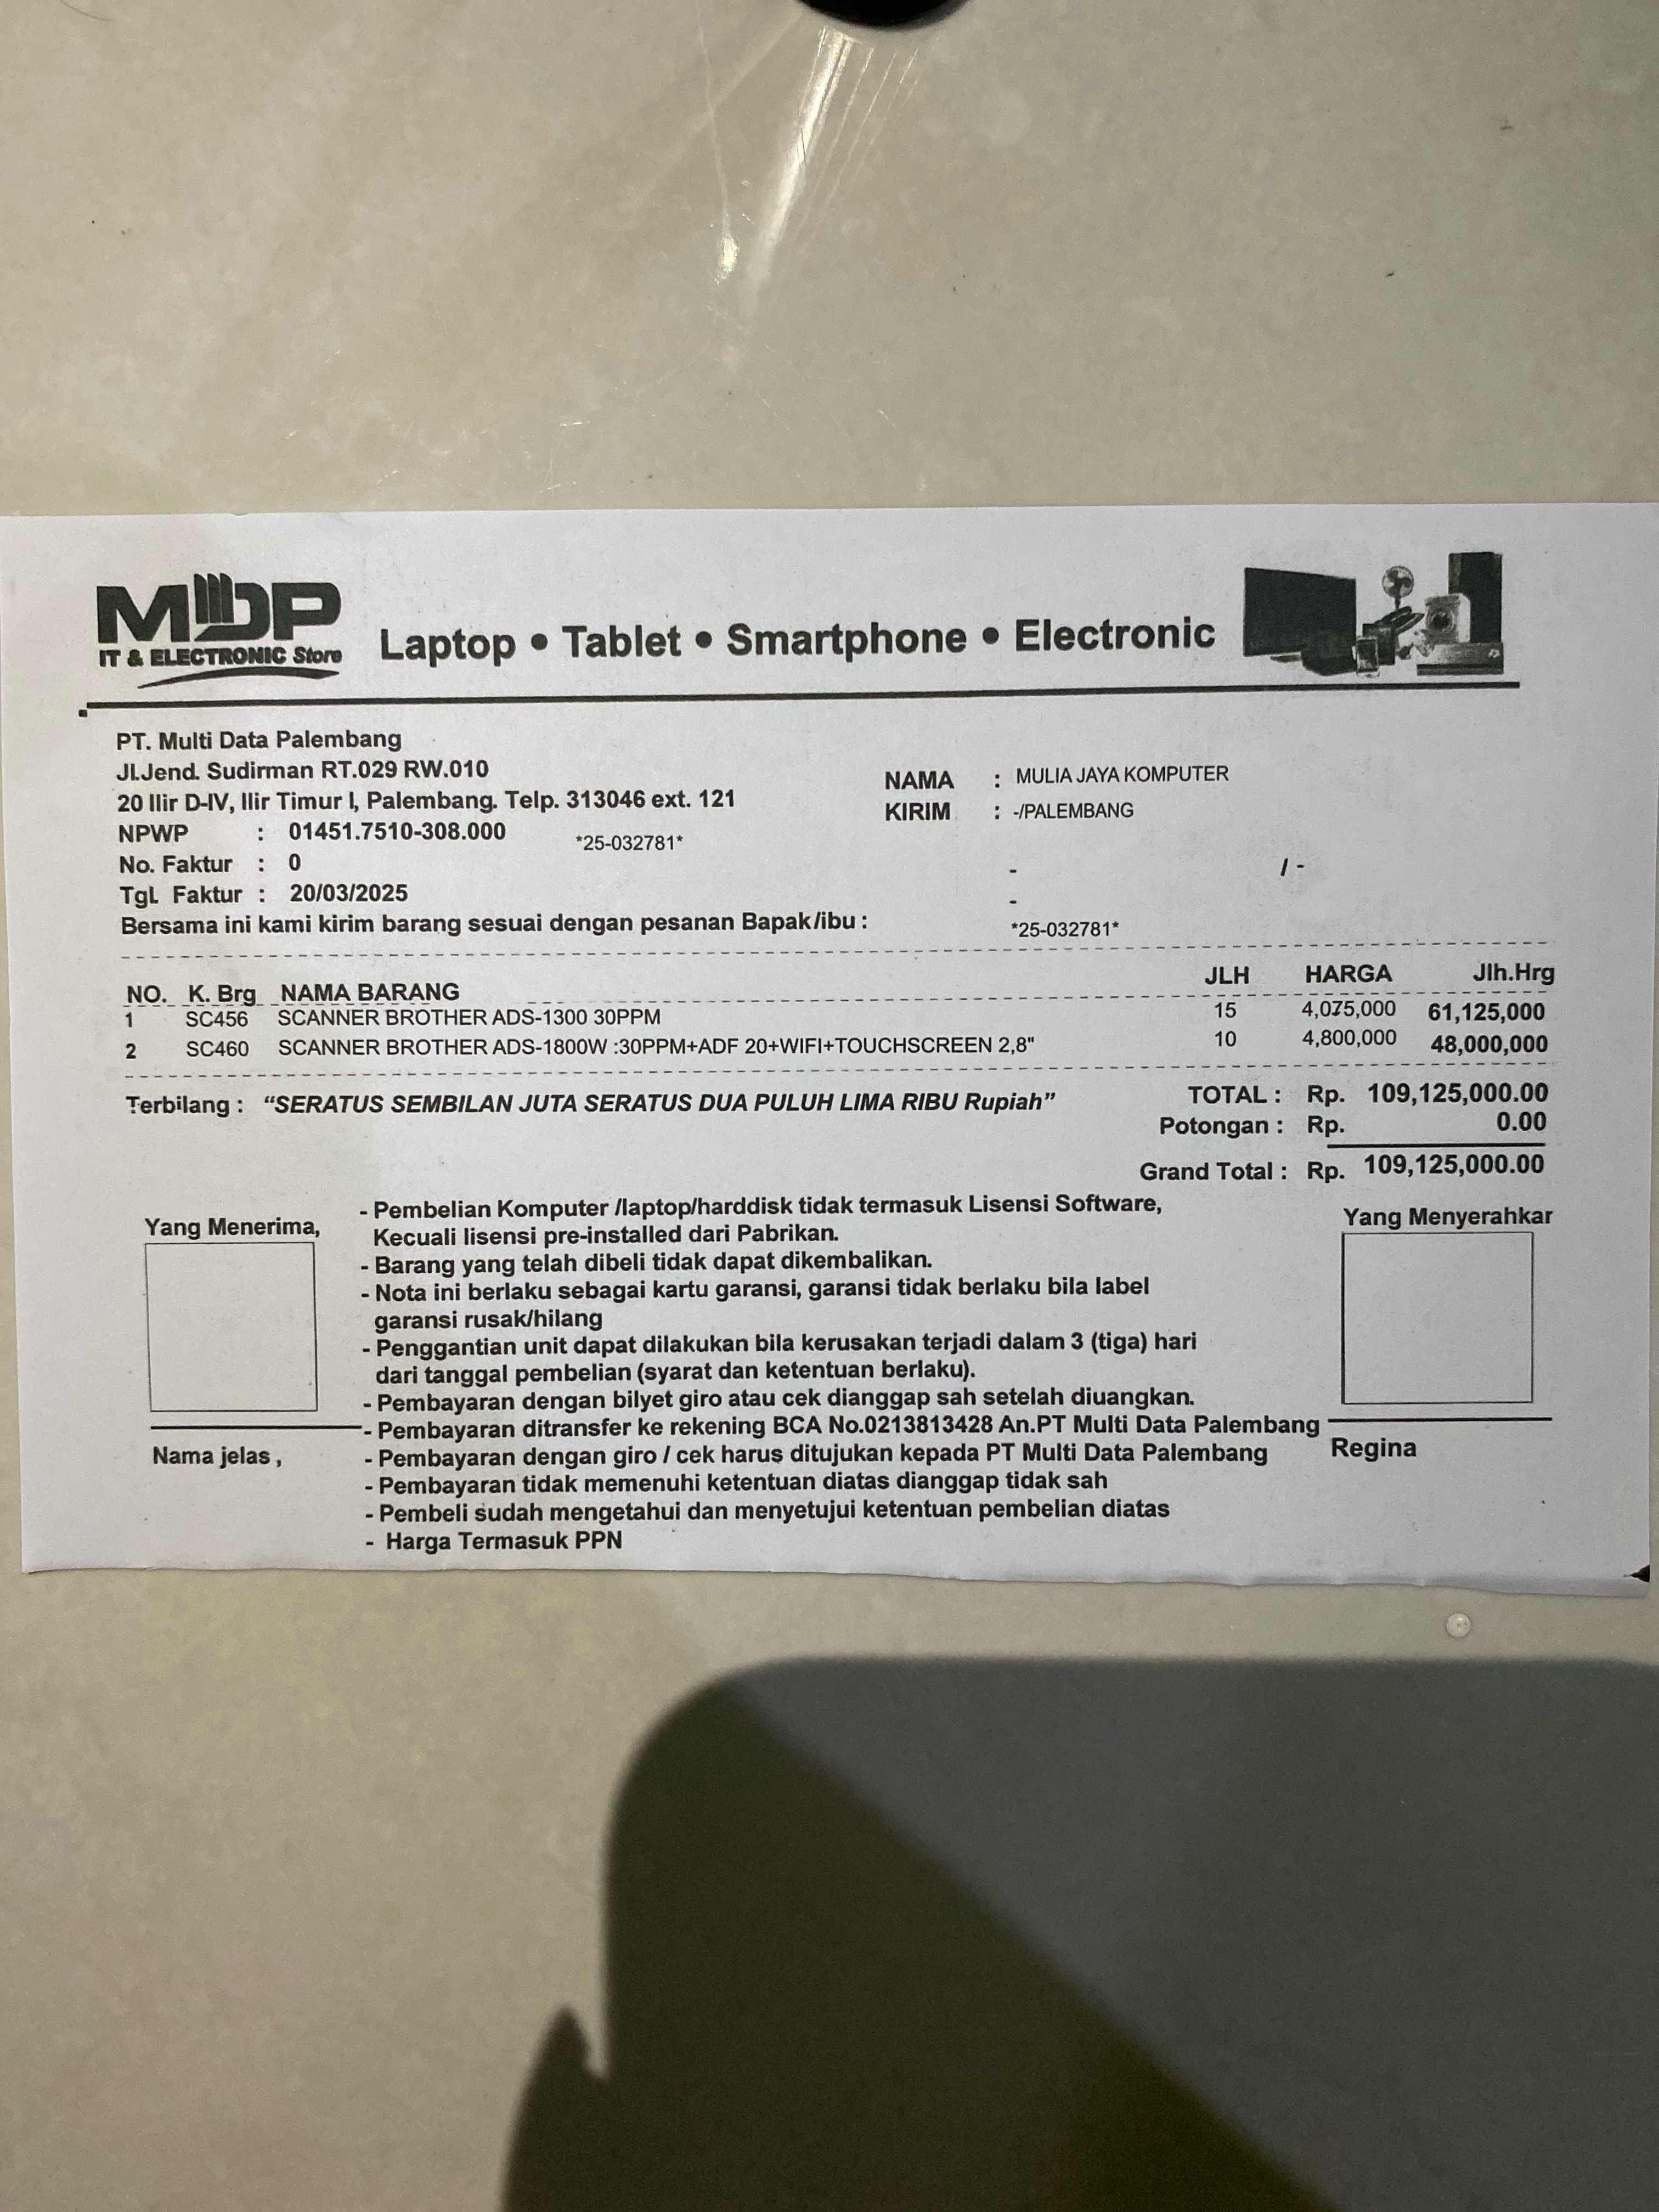 MDP
IT & ELECTRONIC Store
Laptop • Tablet • Smartphone • Electronic
PT. Multi Data Palembang
Jl.Jend. Sudirman RT.029 RW.010
20 Ilir D-IV, Ilir Timur I, Palembang. Telp. 313046 ext. 121
NPWP : 01451.7510-308.000 *25-032781*
No. Faktur : 0
Tgl. Faktur : 20/03/2025
Bersama ini kami kirim barang sesuai dengan pesanan Bapak/ibu :
NAMA : MULIA JAYA KOMPUTER
KIRIM : -/PALEMBANG
- / -
-
*25-032781*
NO. K. Brg NAMA BARANG JLH HARGA Jlh.Hrg
1 SC456 SCANNER BROTHER ADS-1300 30PPM 15 4,075,000 61,125,000
2 SC460 SCANNER BROTHER ADS-1800W :30PPM+ADF 20+WIFI+TOUCHSCREEN 2,8" 10 4,800,000 48,000,000
Terbilang : “SERATUS SEMBILAN JUTA SERATUS DUA PULUH LIMA RIBU Rupiah”
TOTAL : Rp. 109,125,000.00
Potongan : Rp. 0.00
Grand Total : Rp. 109,125,000.00
Yang Menerima,
Nama jelas ,
- Pembelian Komputer /laptop/harddisk tidak termasuk Lisensi Software,
Kecuali lisensi pre-installed dari Pabrikan.
- Barang yang telah dibeli tidak dapat dikembalikan.
- Nota ini berlaku sebagai kartu garansi, garansi tidak berlaku bila label
garansi rusak/hilang
- Penggantian unit dapat dilakukan bila kerusakan terjadi dalam 3 (tiga) hari
dari tanggal pembelian (syarat dan ketentuan berlaku).
- Pembayaran dengan bilyet giro atau cek dianggap sah setelah diuangkan.
- Pembayaran ditransfer ke rekening BCA No.0213813428 An.PT Multi Data Palembang
- Pembayaran dengan giro / cek harus ditujukan kepada PT Multi Data Palembang
- Pembayaran tidak memenuhi ketentuan diatas dianggap tidak sah
- Pembeli sudah mengetahui dan menyetujui ketentuan pembelian diatas
- Harga Termasuk PPN
Yang Menyerahkar
Regina